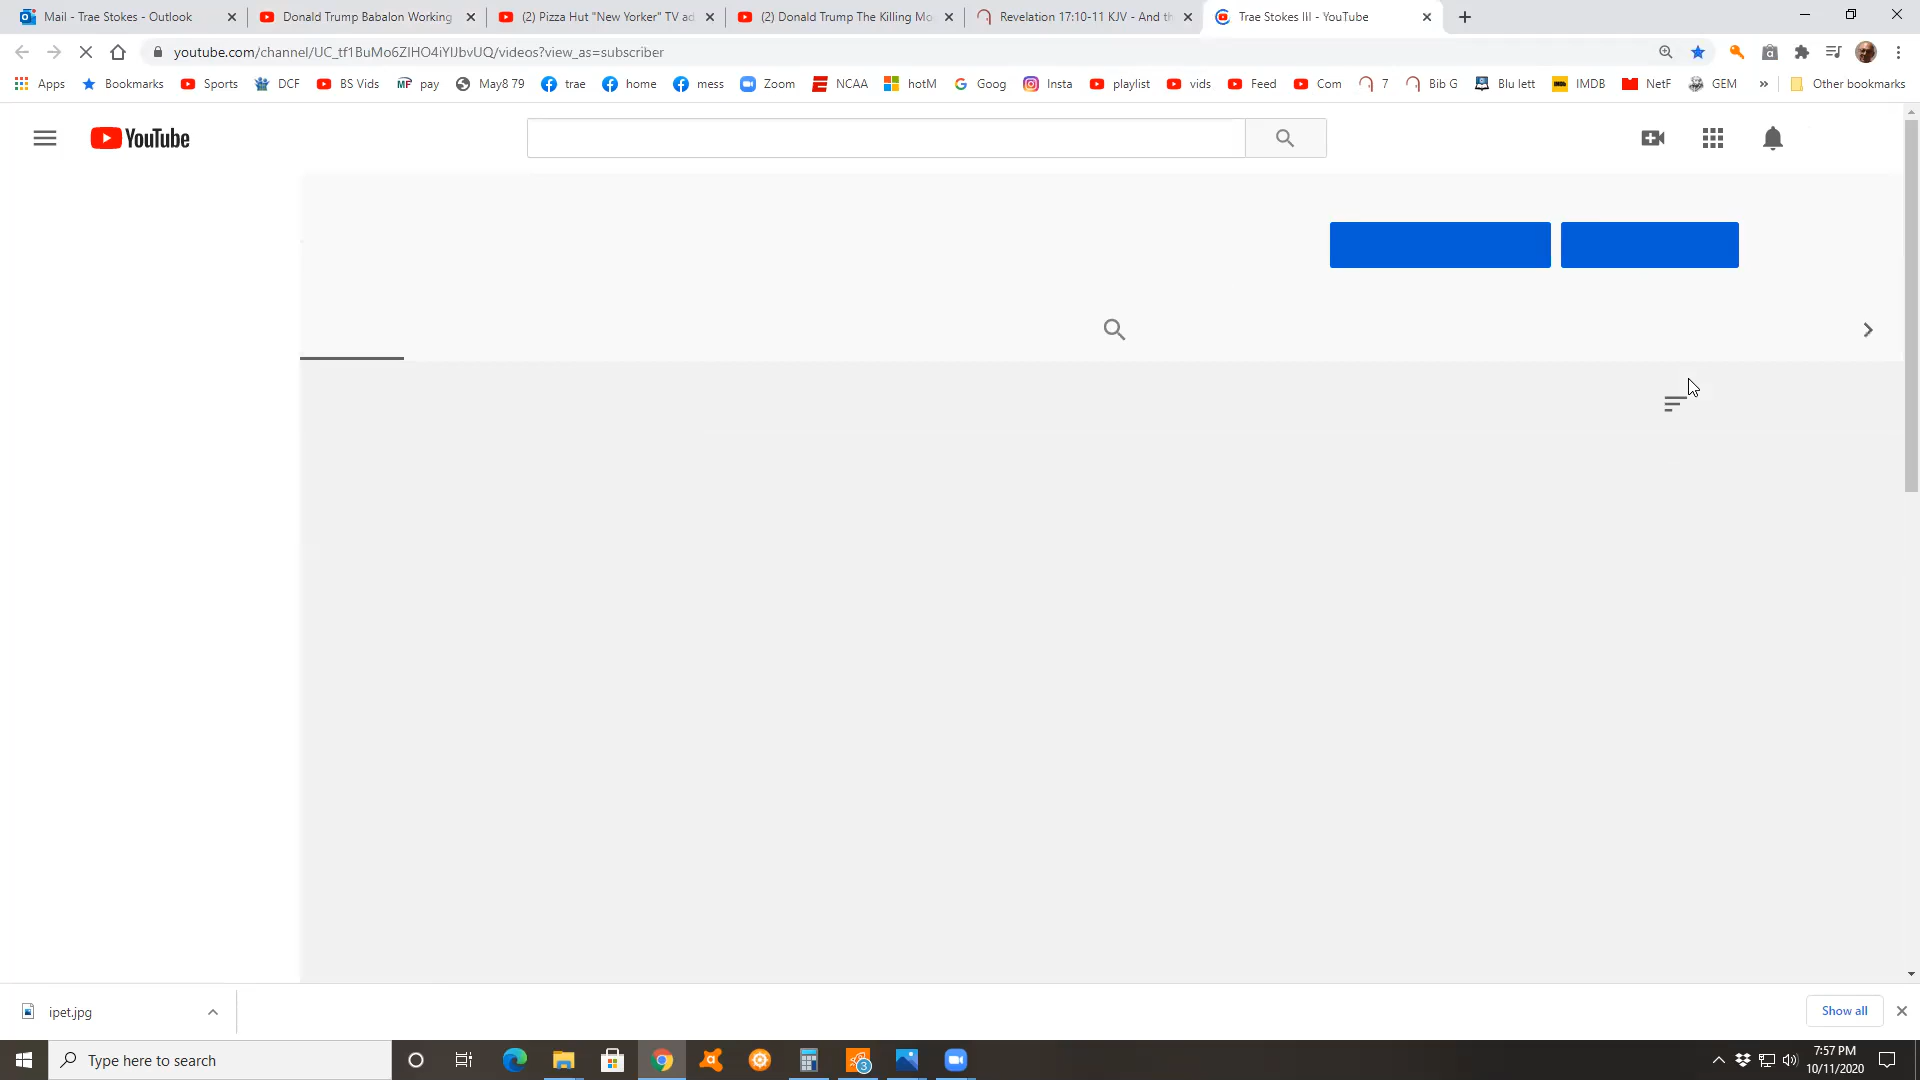 Mail - Trae Stokes - Outlook
Donald Trump Babalon Working
(2) Pizza Hut "New Yorker" TV ad
(2) Donald Trump The Killing Mo
Revelation 17:10-11 KJV - And th
Trae Stokes III - YouTube
youtube.com/channel/UC_tf1BuMo6ZIHO4iYIJbvUQ/videos?view_as=subscriber
Apps Bookmarks Sports DCF BS Vids MF pay May8 79 trae home mess Zoom NCAA hotM Goog Insta playlist vids Feed Com 7 Bib G Blu lett IMDB NetF GEM » Other bookmarks
YouTube
ipet.jpg
Show all
Type here to search
3
7:57 PM
10/11/2020